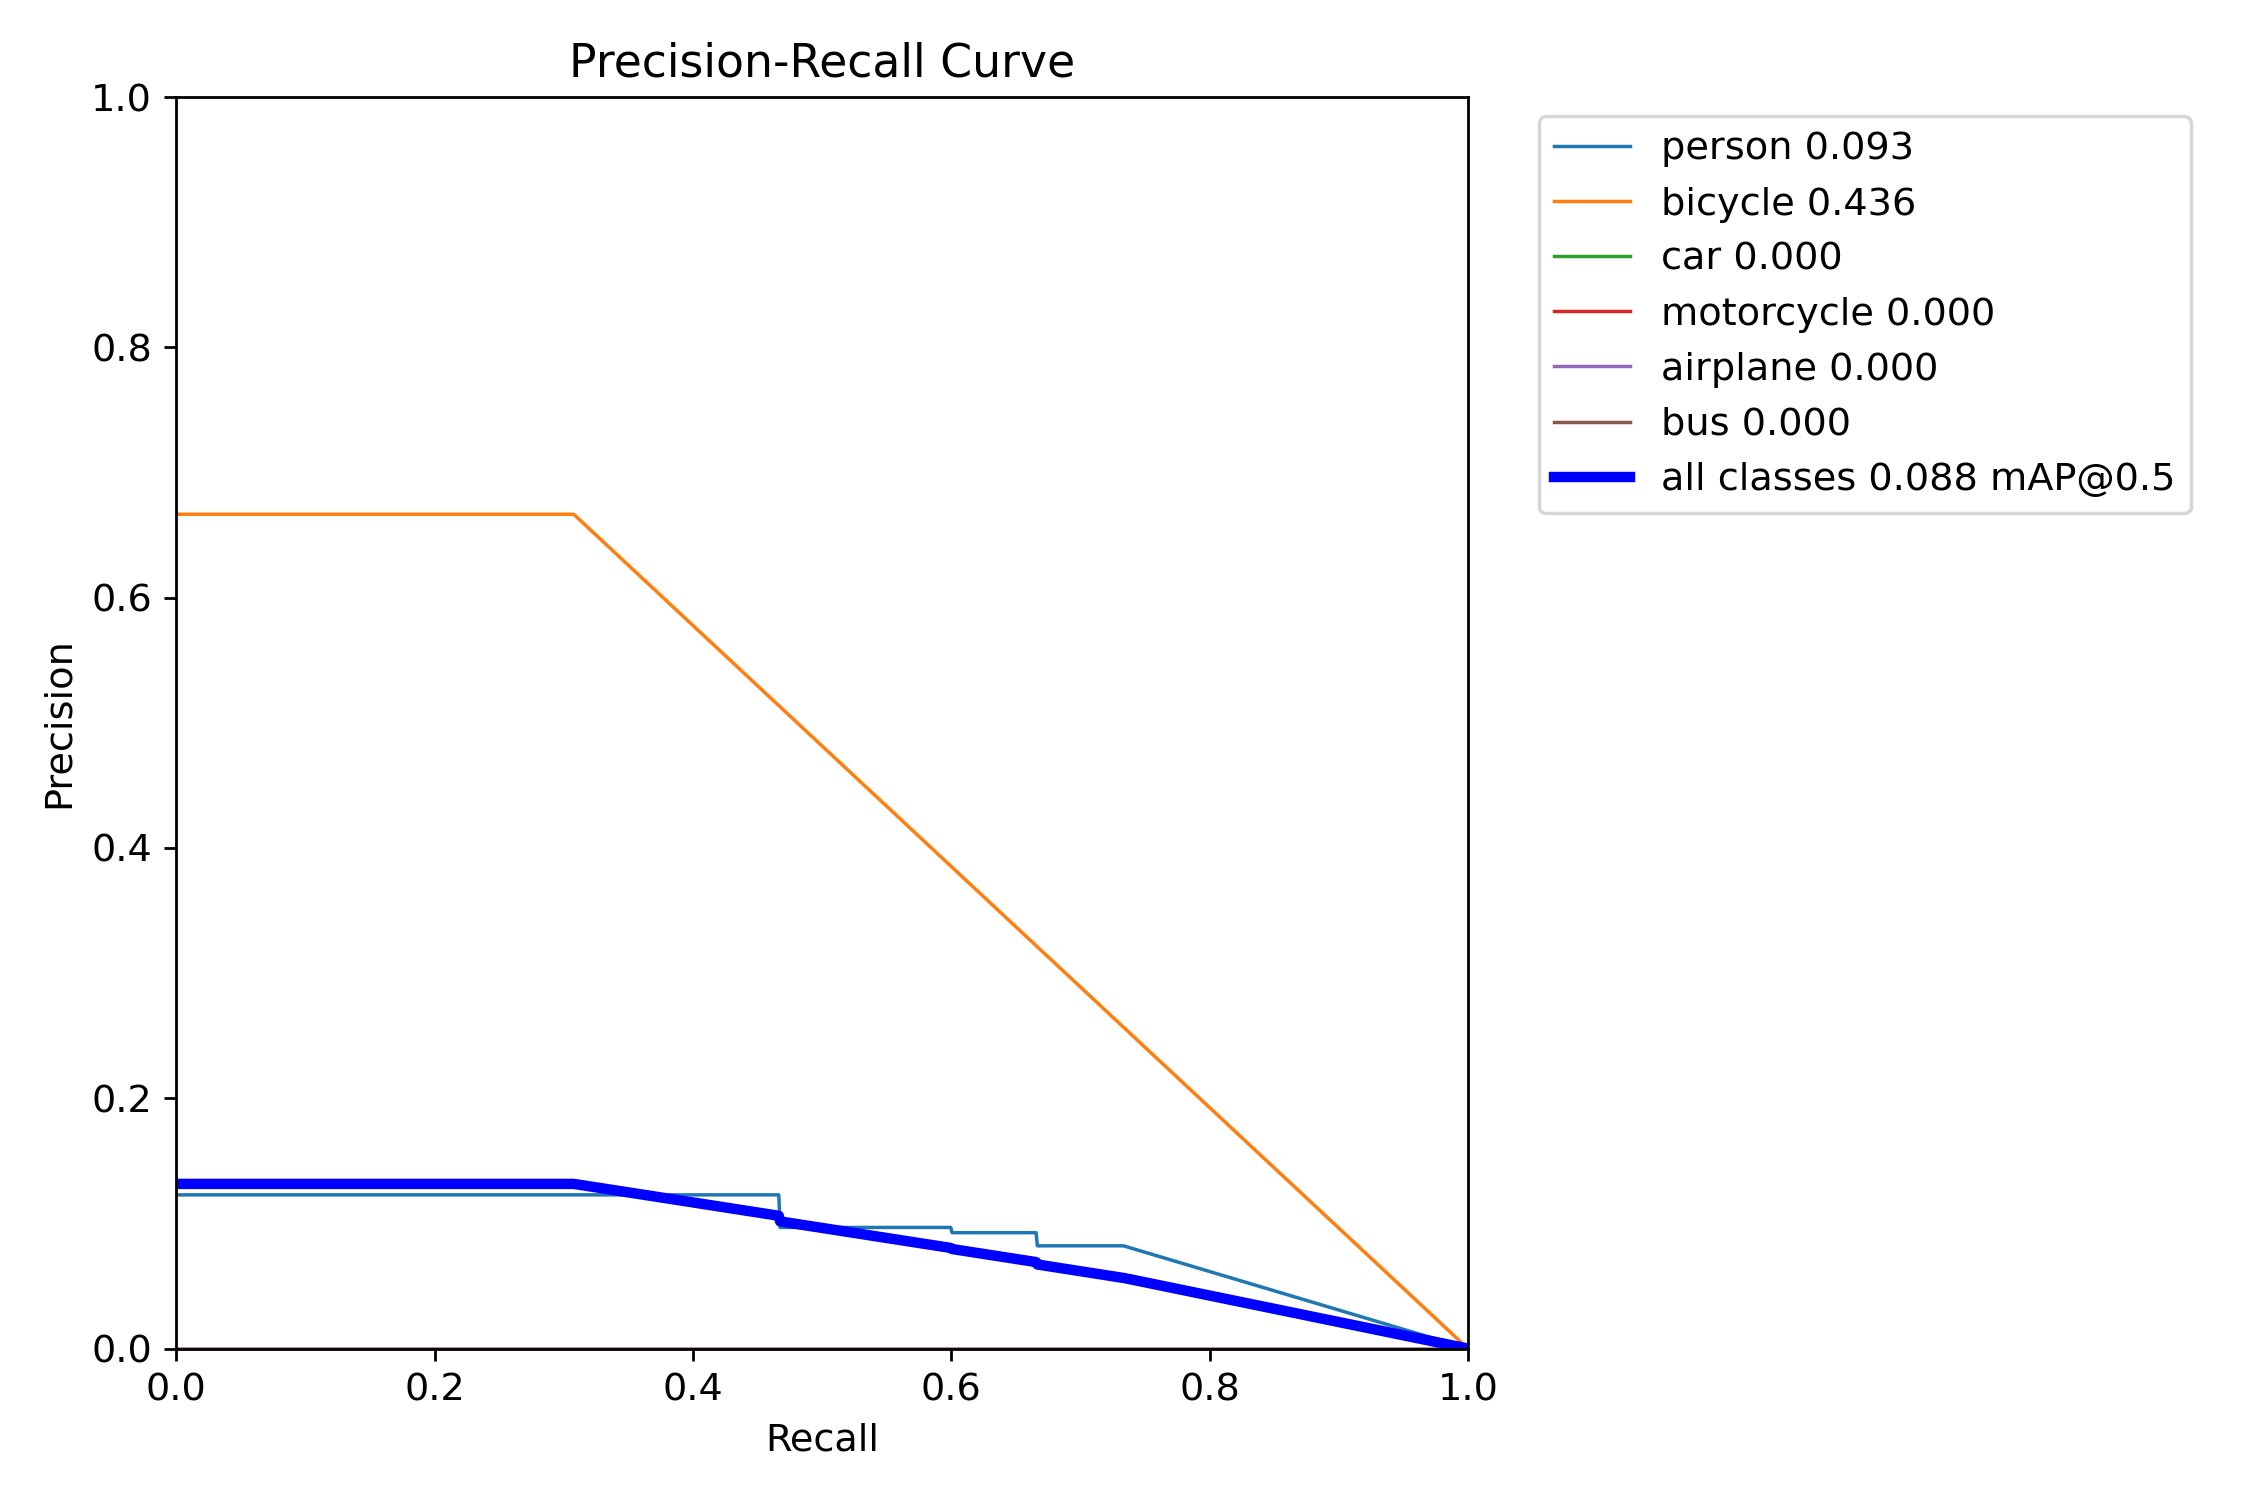 Precision-Recall Curve
1.0
0.8
0.6
0.4
0.2
0.0
Precision
0.0 0.2 0.4 0.6 0.8 1.0
Recall
person 0.093
bicycle 0.436
car 0.000
motorcycle 0.000
airplane 0.000
bus 0.000
all classes 0.088 mAP@0.5